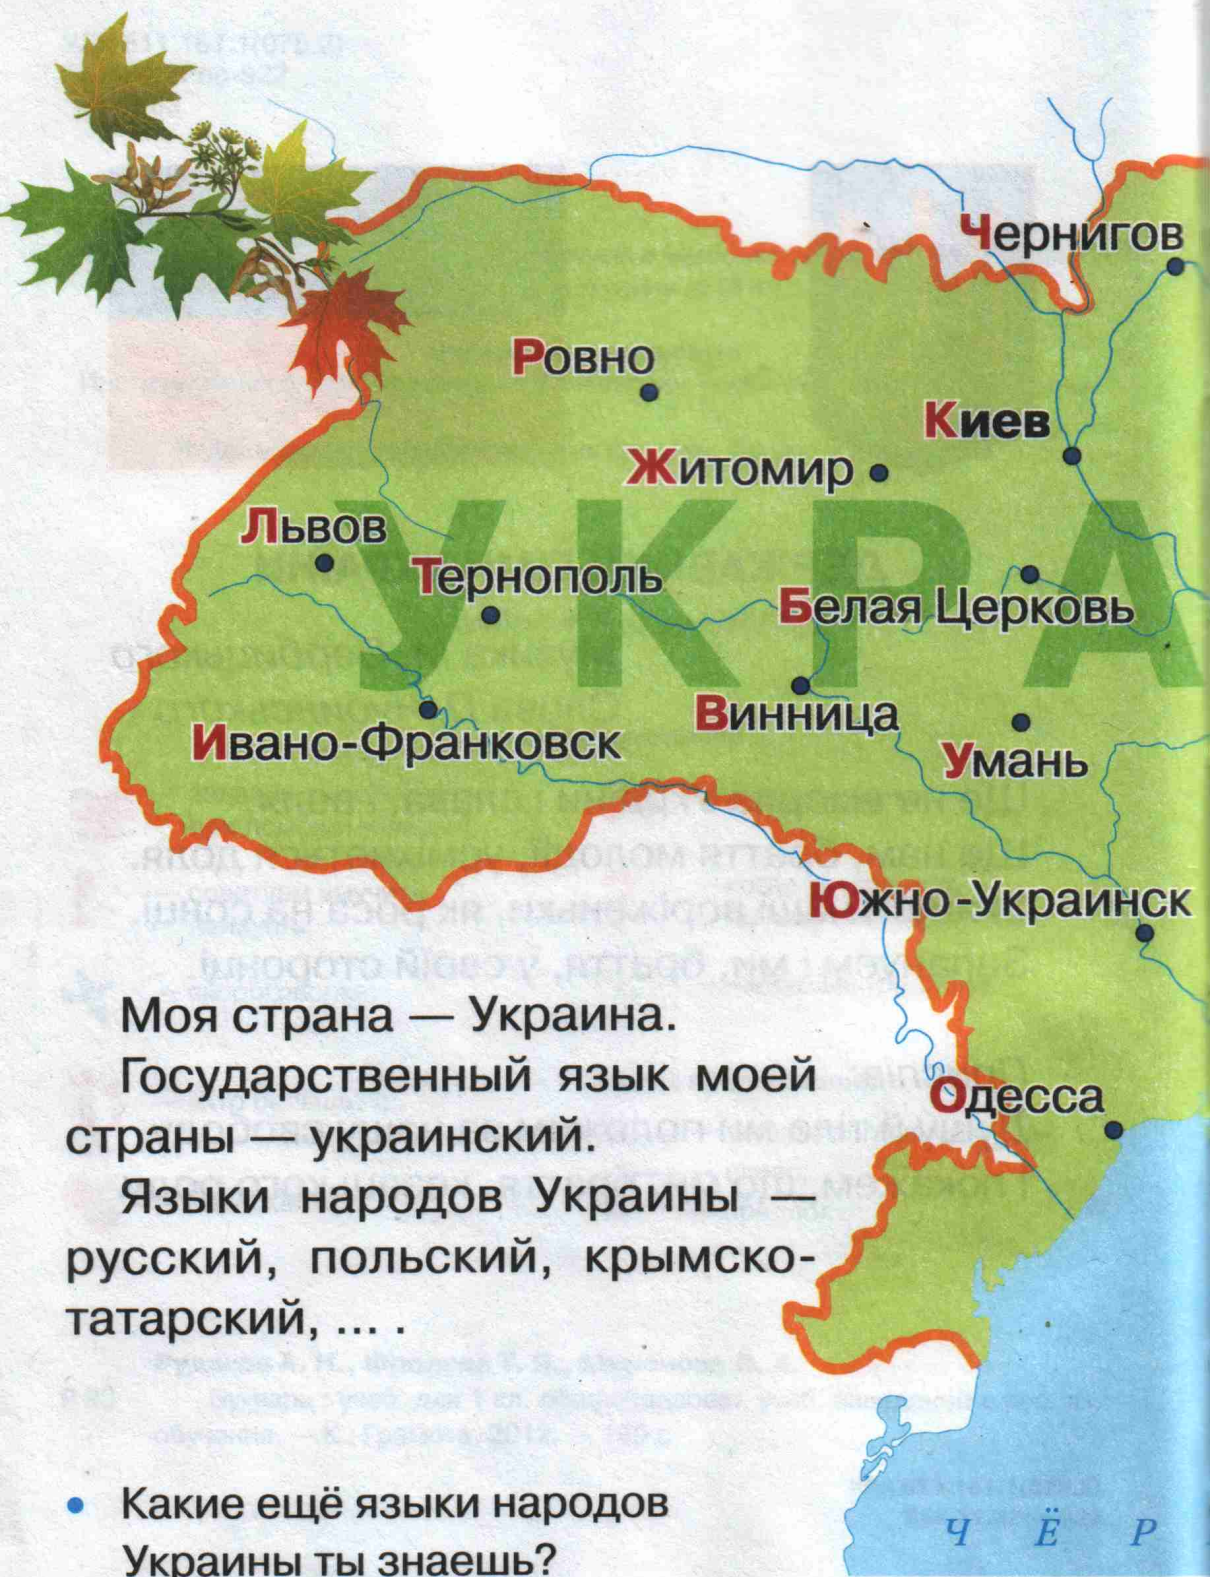 Чернигов
Ровно
Киев
Житомир
Львов
УКРА
Тернополь
Белая Церковь
Винница
Ивано-Франковск
Умань
Южно-Украинск
Моя страна — Украина.
Государственный язык моей
страны — украинский.
Языки народов Украины —
русский, польский, крымско-
татарский, ... .
Одесса
• Какие ещё языки народов
Украины ты знаешь?
Ч Ё Р